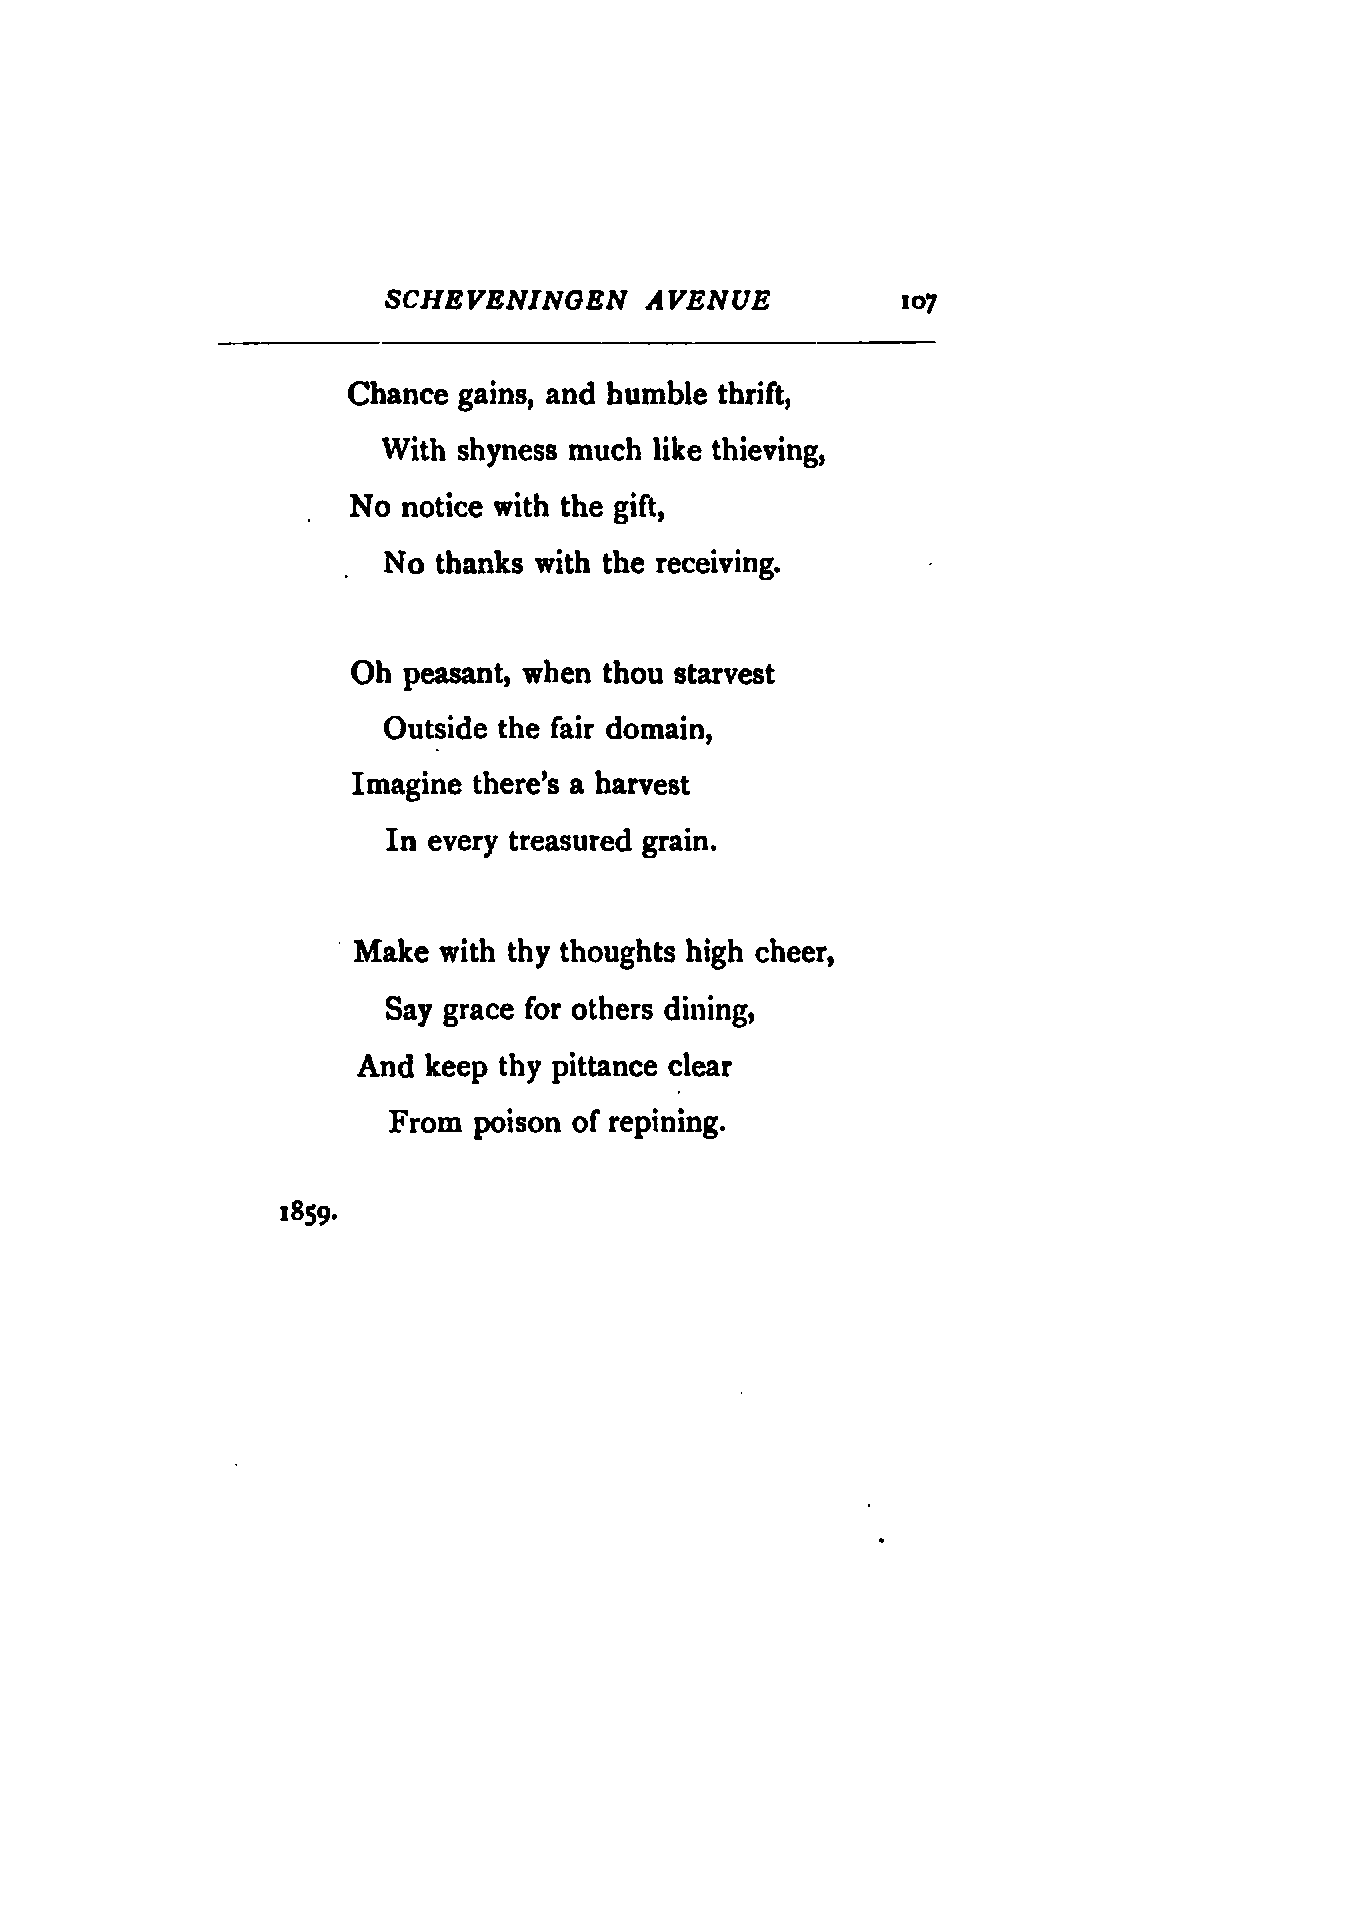 SCHEVENINGEN AVENUE 107
Chance gains, and humble thrift,
With shyness much like thieving,
No notice with the gift,
No thanks with the receiving.
Oh peasant, when thou starvest
Outside the fair domain,
Imagine there's a harvest
In every treasured grain.
Make with thy thoughts high cheer,
Say grace for others dining,
And keep thy pittance clear
From poison of repining.
1859.